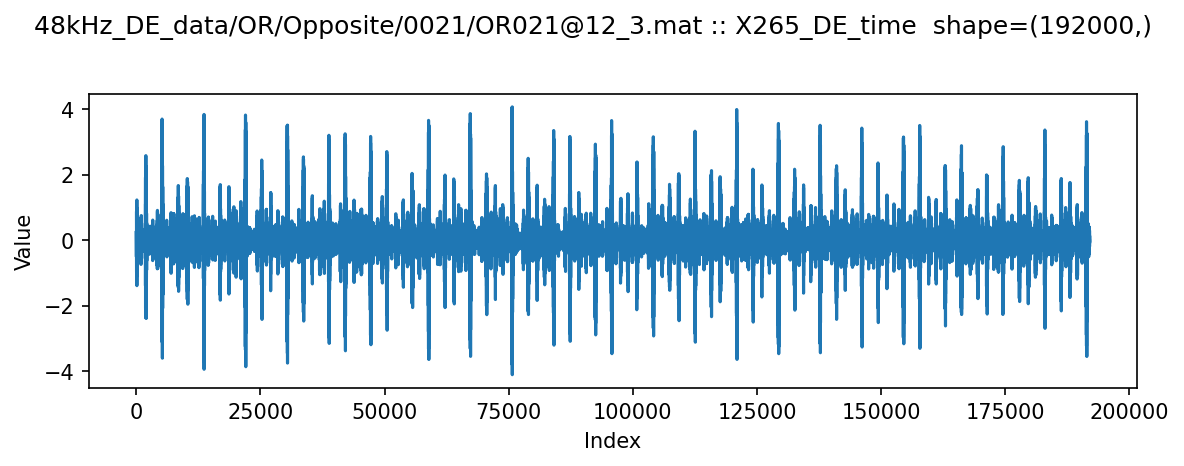 48kHz_DE_data/OR/Opposite/0021/OR021@12_3.mat :: X265_DE_time  shape=(192000,)
4
2
0
−2
−4
Value
0 25000 50000 75000 100000 125000 150000 175000 200000
Index